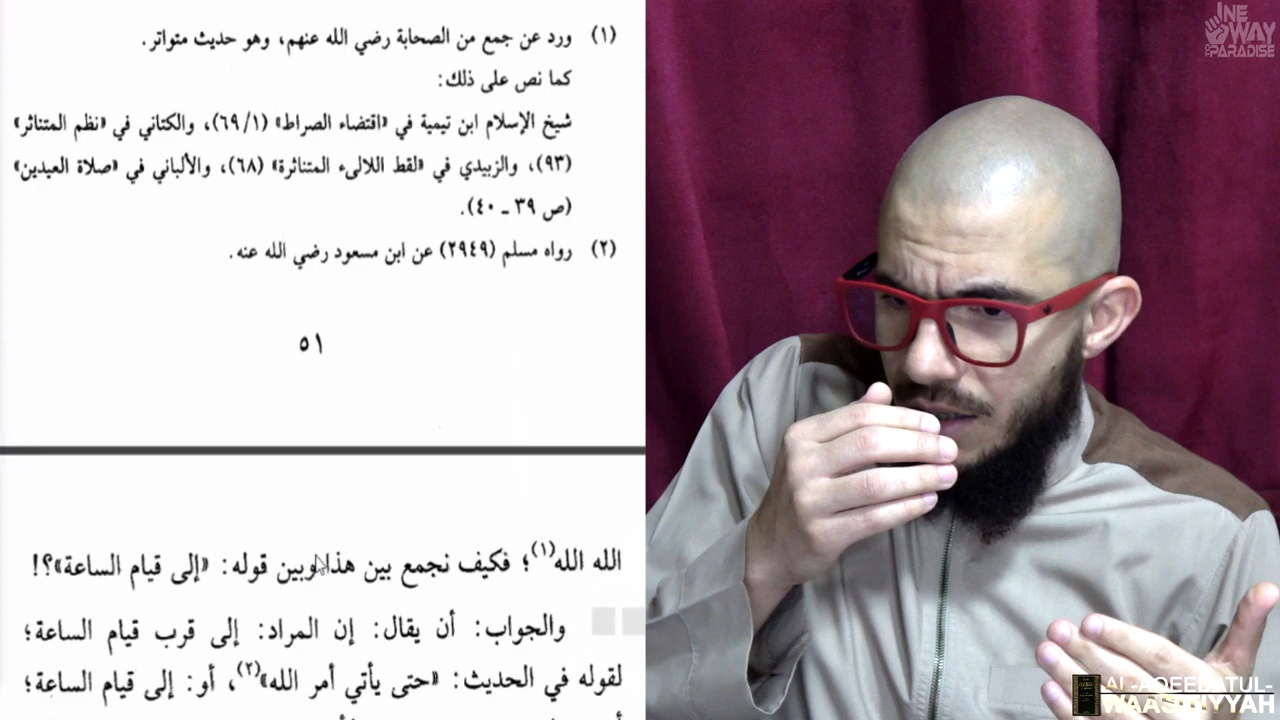 (١) ورد عن جمع من الصحابة رضي الله عنهم، وهو حديث متواتر.
كما نص على ذلك:
شيخ الإسلام ابن تيمية في «اقتضاء الصراط» (٦٩/١)، والكتاني في «نظم المتناثر»
(٩٣)، والزبيدي في «لقط اللالىء المتناثرة» (٦٨)، والألباني في «صلاة العيدين»
(ص ٣٩ ـ ٤٠).
(٢) رواه مسلم (٢٩٤٩) عن ابن مسعود رضي الله عنه.
٥١
الله الله(١)؛ فكيف نجمع بين هذا وبين قوله: «إلى قيام الساعة»؟!
والجواب: أن يقال: إن المراد: إلى قرب قيام الساعة؛
لقوله في الحديث: «حتى يأتي أمر الله»(٢)، أو: إلى قيام الساعة؛
ONE
WAY
TO PARADISE
AL-AQEEDATUL-
WAASITIYYAH